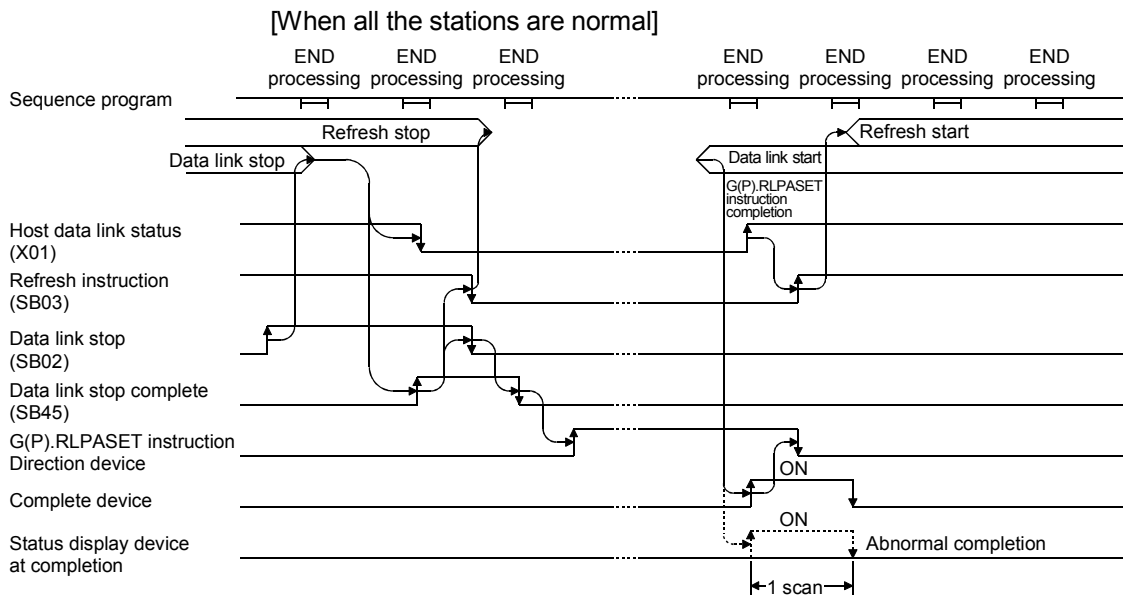 [When all the stations are normal]
END processing
END processing
END processing
END processing
END processing
END processing
END processing
Sequence program
Refresh stop
Refresh start
Data link stop
Data link start
G(P).RLPASET
instruction
completion
Host data link status
(X01)
Refresh instruction
(SB03)
Data link stop
(SB02)
Data link stop complete
(SB45)
G(P).RLPASET instruction
Direction device
ON
Complete device
ON
Status display device
at completion
Abnormal completion
1 scan